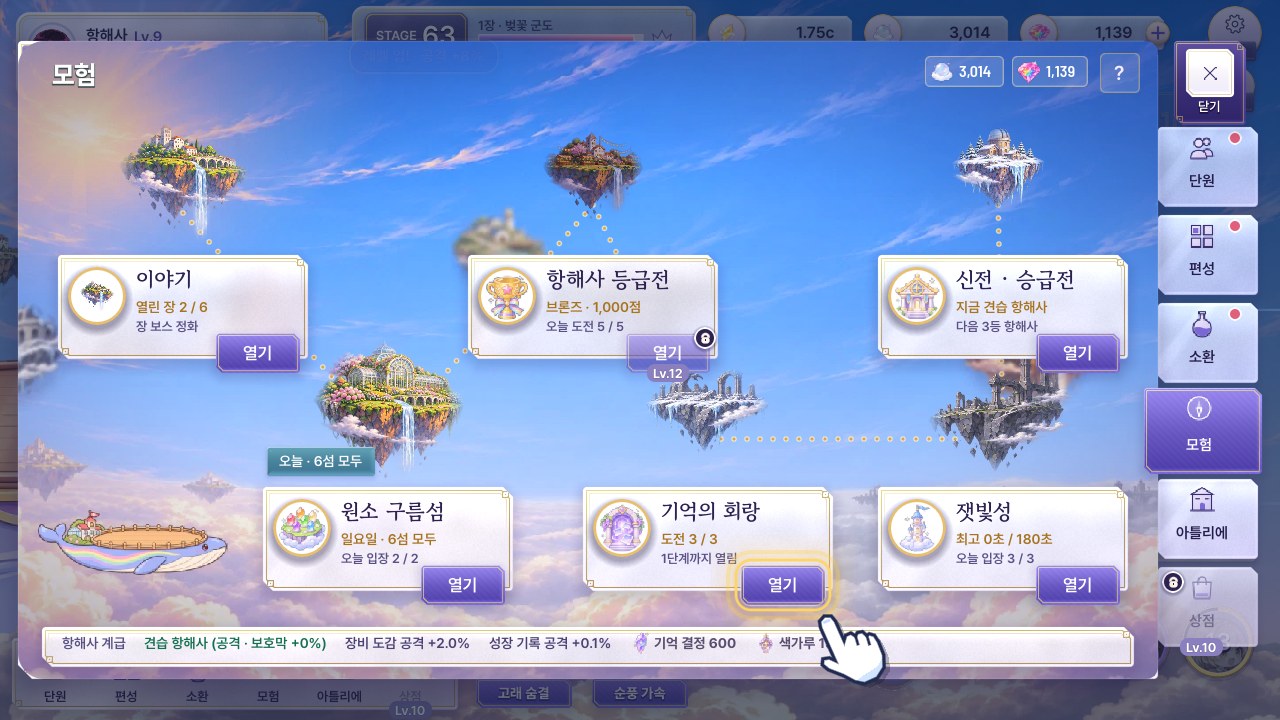 항해사 Lv.9
STAGE 63
1장 · 벚꽃 군도
1.75c
3,014
1,139
모험
3,014
1,139
?
닫기
단원
편성
소환
모험
아틀리에
상점
Lv.10
이야기
열린 장 2 / 6
장 보스 정화
열기
항해사 등급전
브론즈 · 1,000점
오늘 도전 5 / 5
열기
Lv.12
신전 · 승급전
지금 견습 항해사
다음 3등 항해사
열기
오늘 · 6섬 모두
원소 구름섬
일요일 · 6섬 모두
오늘 입장 2 / 2
열기
기억의 회랑
도전 3 / 3
1단계까지 열림
열기
잿빛성
최고 0초 / 180초
오늘 입장 3 / 3
열기
항해사 계급 견습 항해사 (공격 · 보호막 +0%) 장비 도감 공격 +2.0% 성장 기록 공격 +0.1% 기억 결정 600 색가루
단원 편성 소환 모험 아틀리에 상점
Lv.10
고래 숨결
순풍 가속